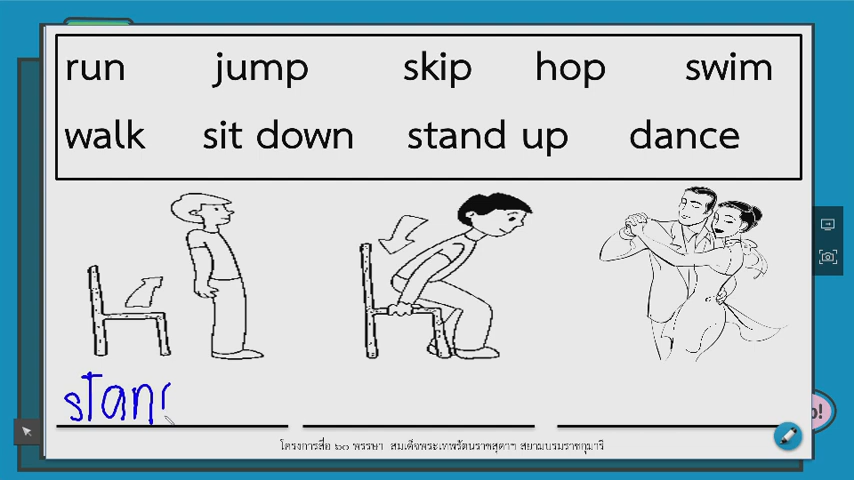 run jump skip hop swim
walk sit down stand up dance
stan
โครงการสื่อ ๖๐ พรรษา สมเด็จพระเทพรัตนราชสุดาฯ สยามบรมราชกุมารี